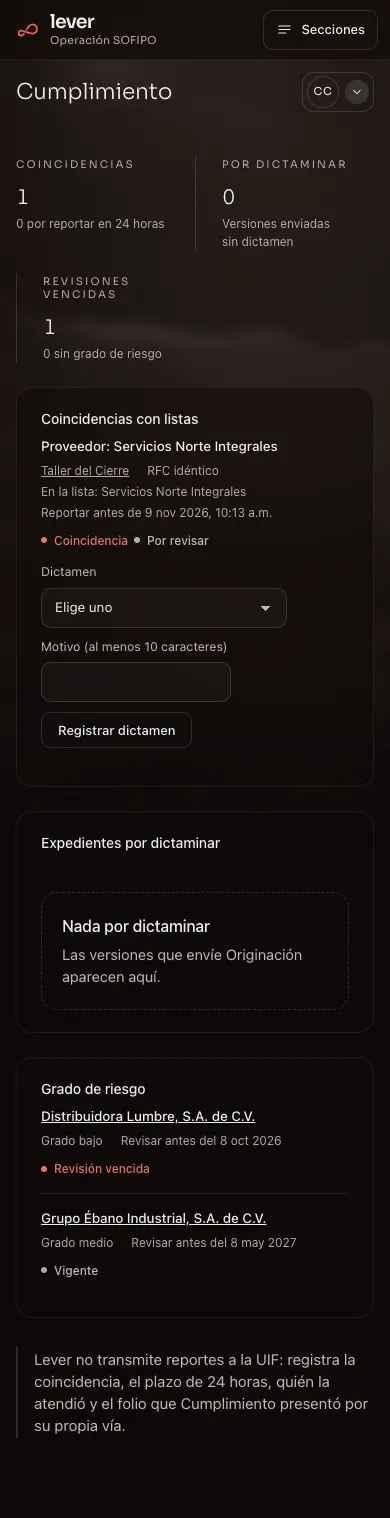 lever
Operación SOFIPO
Secciones
Cumplimiento
CC
COINCIDENCIAS
1
0 por reportar en 24 horas
POR DICTAMINAR
0
Versiones enviadas
sin dictamen
REVISIONES
VENCIDAS
1
0 sin grado de riesgo
Coincidencias con listas
Proveedor: Servicios Norte Integrales
Taller del Cierre RFC idéntico
En la lista: Servicios Norte Integrales
Reportar antes de 9 nov 2026, 10:13 a.m.
Coincidencia Por revisar
Dictamen
Elige uno
Motivo (al menos 10 caracteres)
Registrar dictamen
Expedientes por dictaminar
Nada por dictaminar
Las versiones que envíe Originación
aparecen aquí.
Grado de riesgo
Distribuidora Lumbre, S.A. de C.V.
Grado bajo Revisar antes del 8 oct 2026
Revisión vencida
Grupo Ébano Industrial, S.A. de C.V.
Grado medio Revisar antes del 8 may 2027
Vigente
Lever no transmite reportes a la UIF: registra la
coincidencia, el plazo de 24 horas, quién la
atendió y el folio que Cumplimiento presentó por
su propia vía.